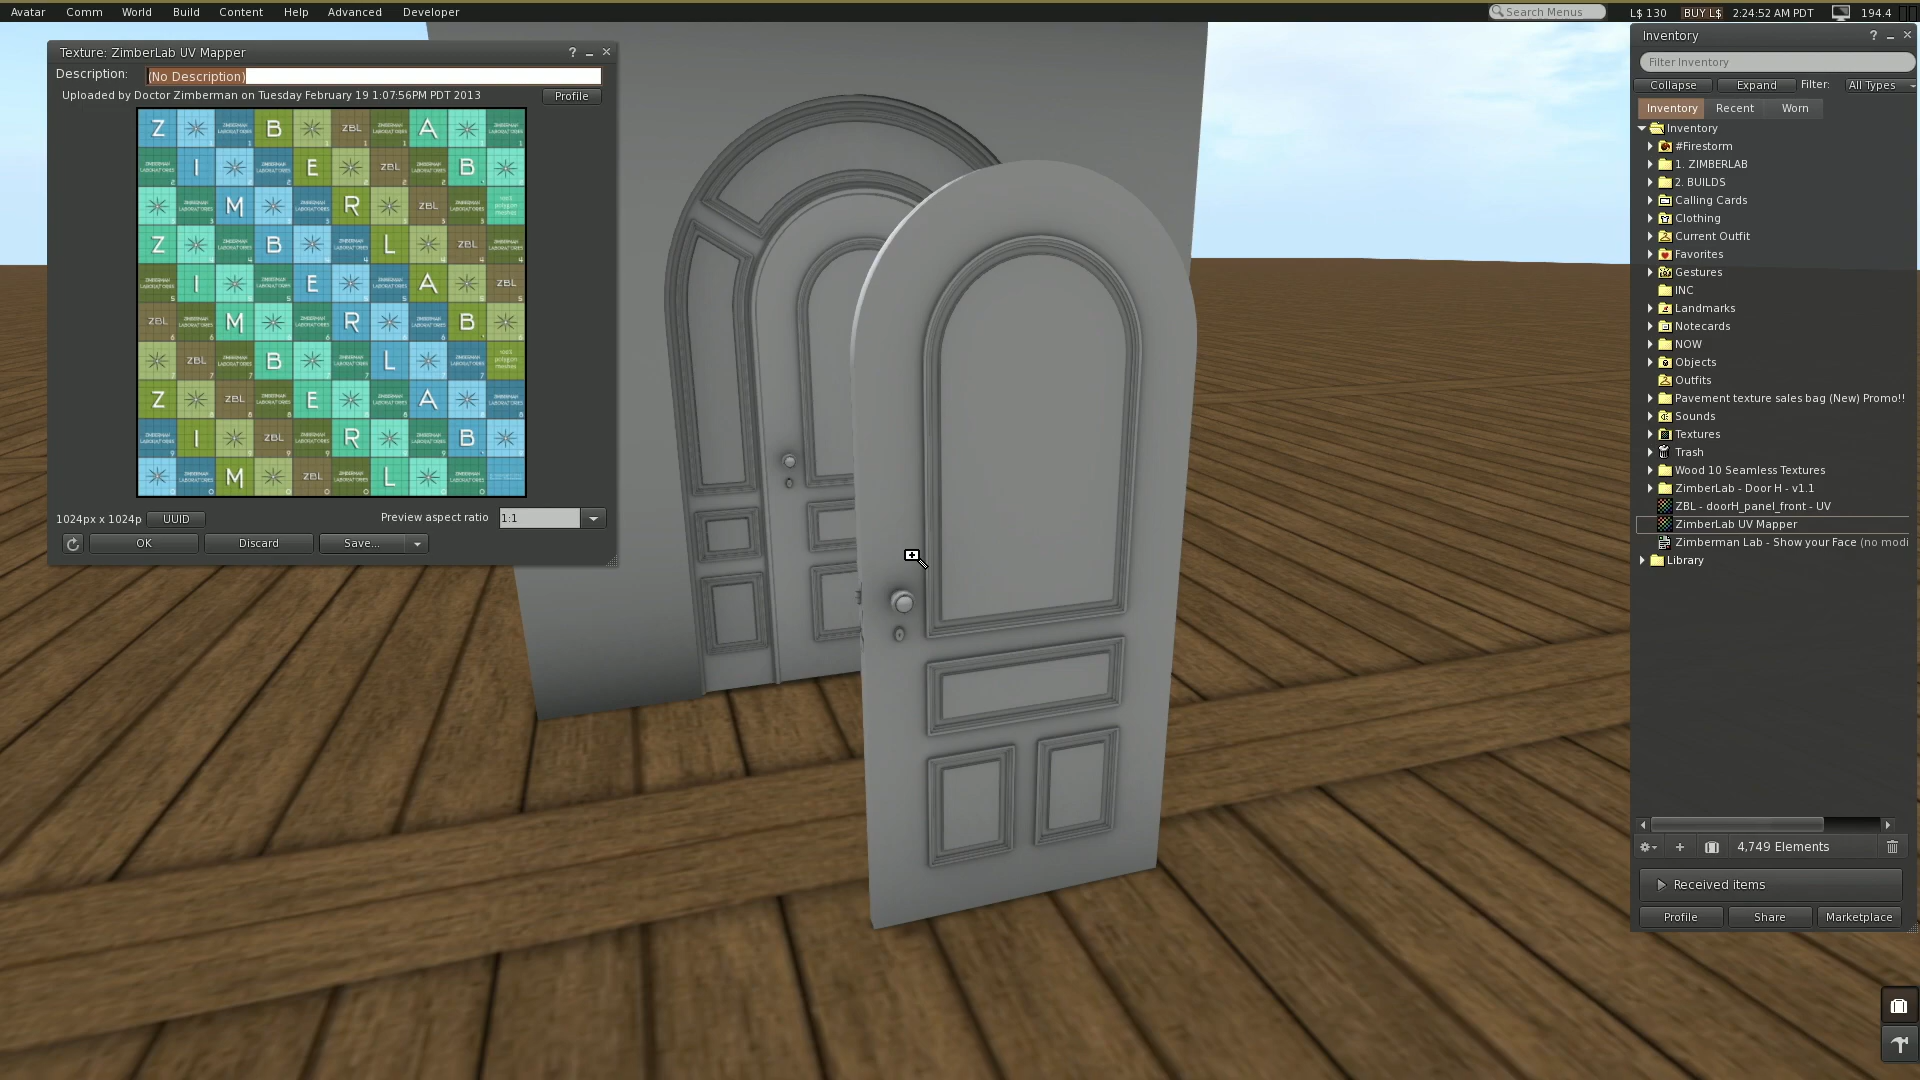 Avatar Comm World Build Content Help Advanced Developer
Search Menus
L$ 130 BUY L$ 2:24:52 AM PDT 194.4
Texture: ZimberLab UV Mapper
Description: (No Description)
Uploaded by Doctor Zimberman on Tuesday February 19 1:07:56PM PDT 2013
Profile
Z B ZBL A
I E ZBL B
M R ZBL
Z B L ZBL
I E A ZBL
ZBL M R B
ZBL B L
Z ZBL E A
I ZBL R B
M ZBL L
1024px x 1024p UUID
Preview aspect ratio 1:1
OK Discard Save...
Inventory
Filter Inventory
Collapse Expand Filter: All Types
Inventory Recent Worn
Inventory
#Firestorm
1. ZIMBERLAB
2. BUILDS
Calling Cards
Clothing
Current Outfit
Favorites
Gestures
INC
Landmarks
Notecards
NOW
Objects
Outfits
Pavement texture sales bag (New) Promo!!
Sounds
Textures
Trash
Wood 10 Seamless Textures
ZimberLab - Door H - v1.1
ZBL - doorH_panel_front - UV
ZimberLab UV Mapper
Zimberman Lab - Show your Face (no modi
Library
4,749 Elements
Received items
Profile Share Marketplace